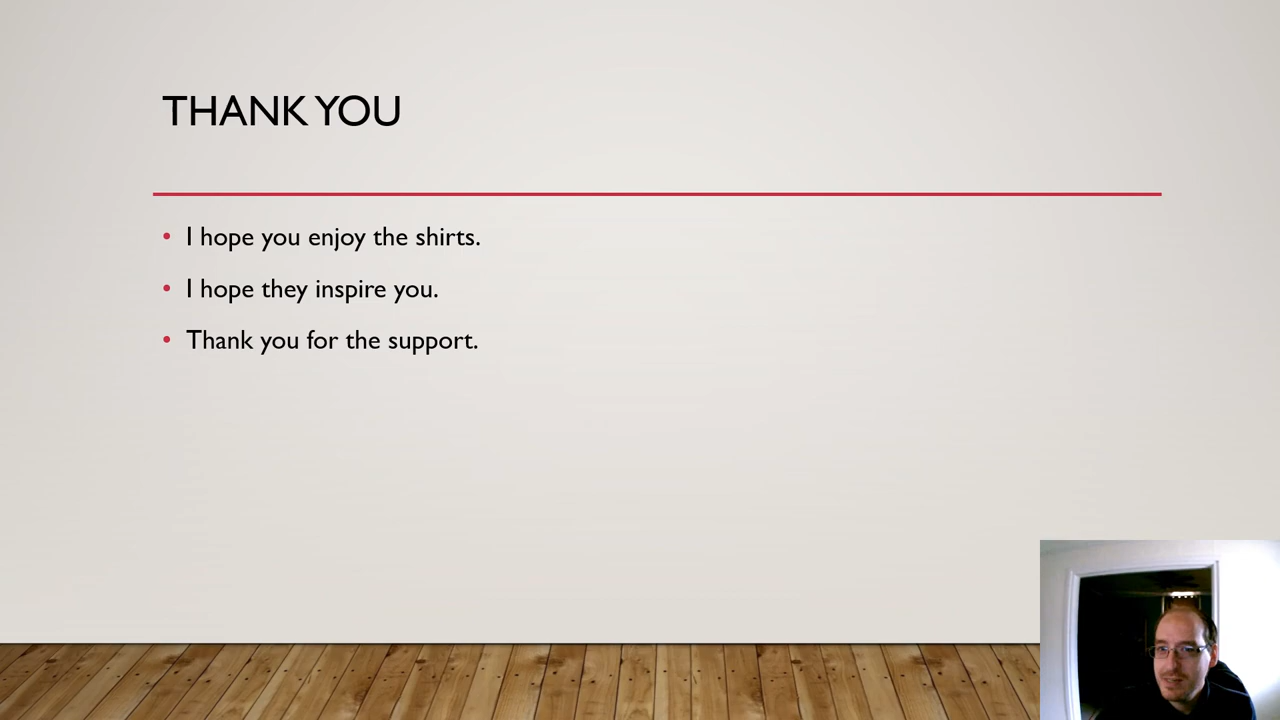 THANK YOU
• I hope you enjoy the shirts.
• I hope they inspire you.
• Thank you for the support.